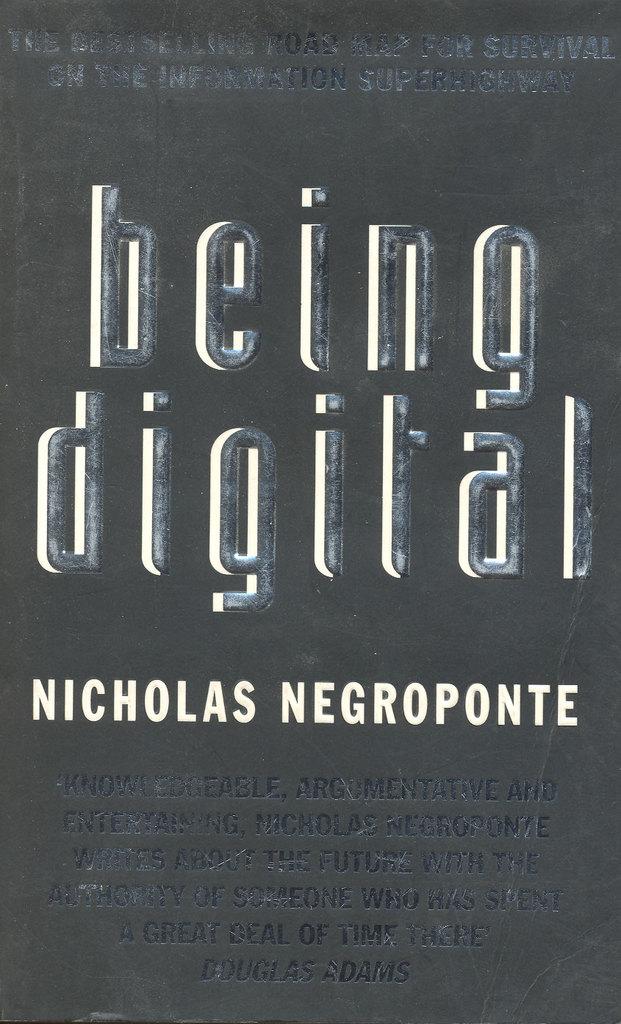 THE BESTSELLING ROAD MAP FOR SURVIVAL
ON THE INFORMATION SUPERHIGHWAY
being
digital
NICHOLAS NEGROPONTE
'KNOWLEDGEABLE, ARGUMENTATIVE AND
ENTERTAINING, NICHOLAS NEGROPONTE
WRITES ABOUT THE FUTURE WITH THE
AUTHORITY OF SOMEONE WHO HAS SPENT
A GREAT DEAL OF TIME THERE'
DOUGLAS ADAMS